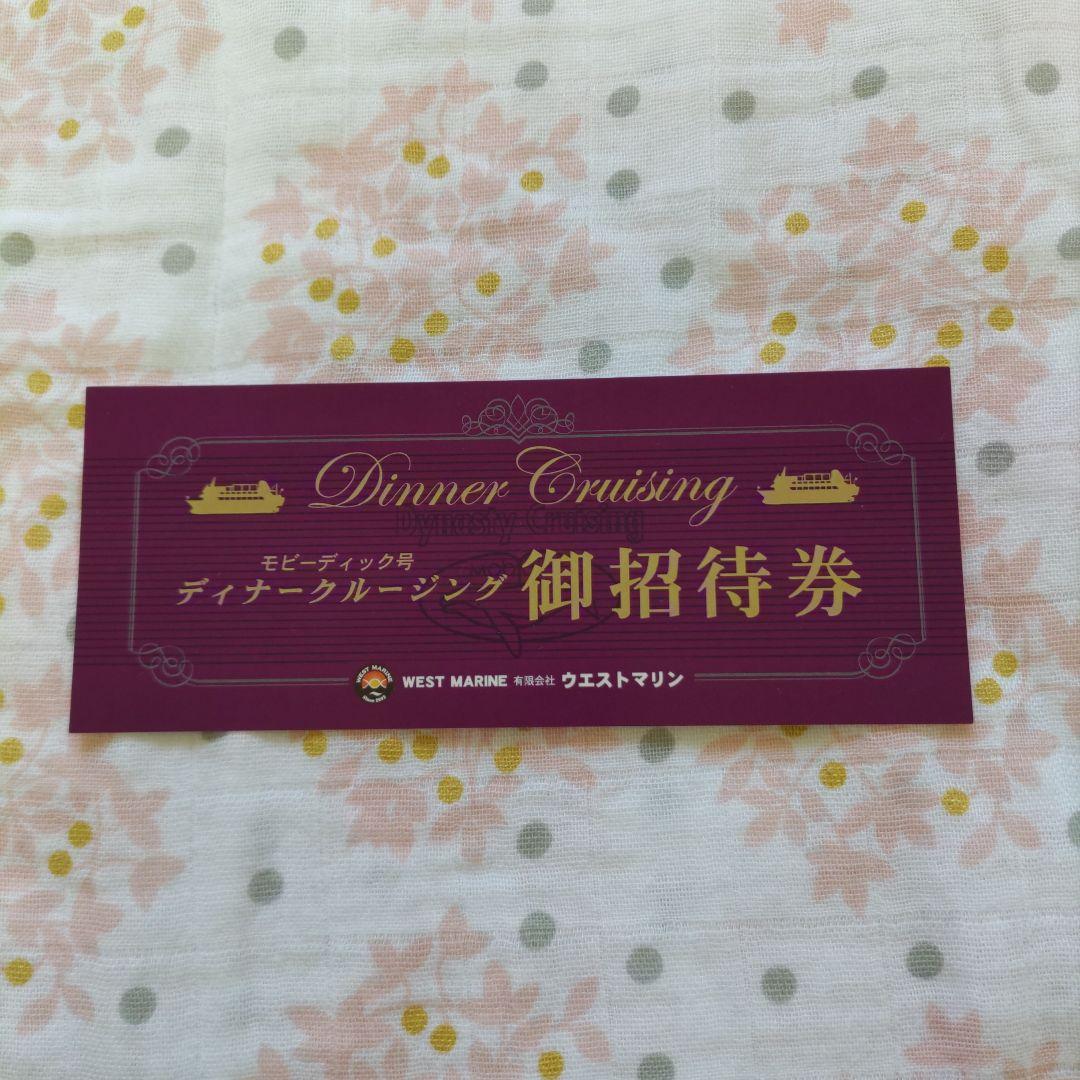 Dinner Cruising
Dynasty Cruising
モビーディック号
ディナークルージング 御招待券
WEST MARINE 有限会社 ウエストマリン
WEST MARINE